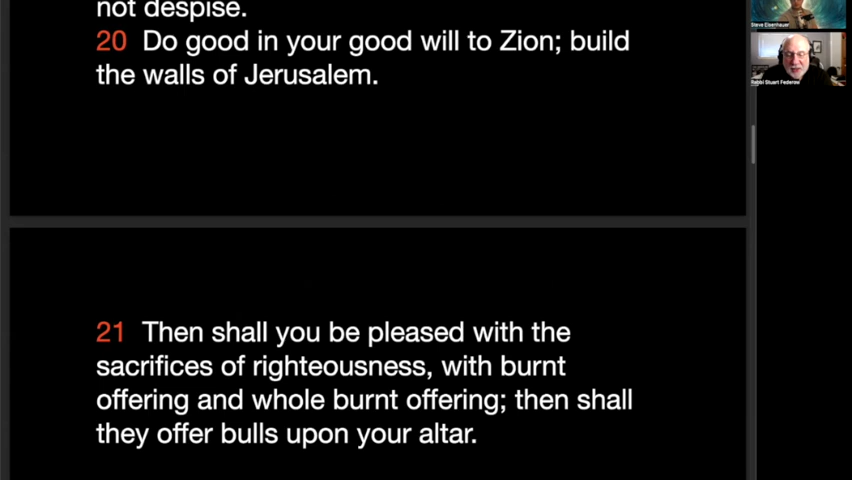 not despise.
20 Do good in your good will to Zion; build
the walls of Jerusalem.
21 Then shall you be pleased with the
sacrifices of righteousness, with burnt
offering and whole burnt offering; then shall
they offer bulls upon your altar.
Steve Eisenhauer
Rabbi Stuart Federow